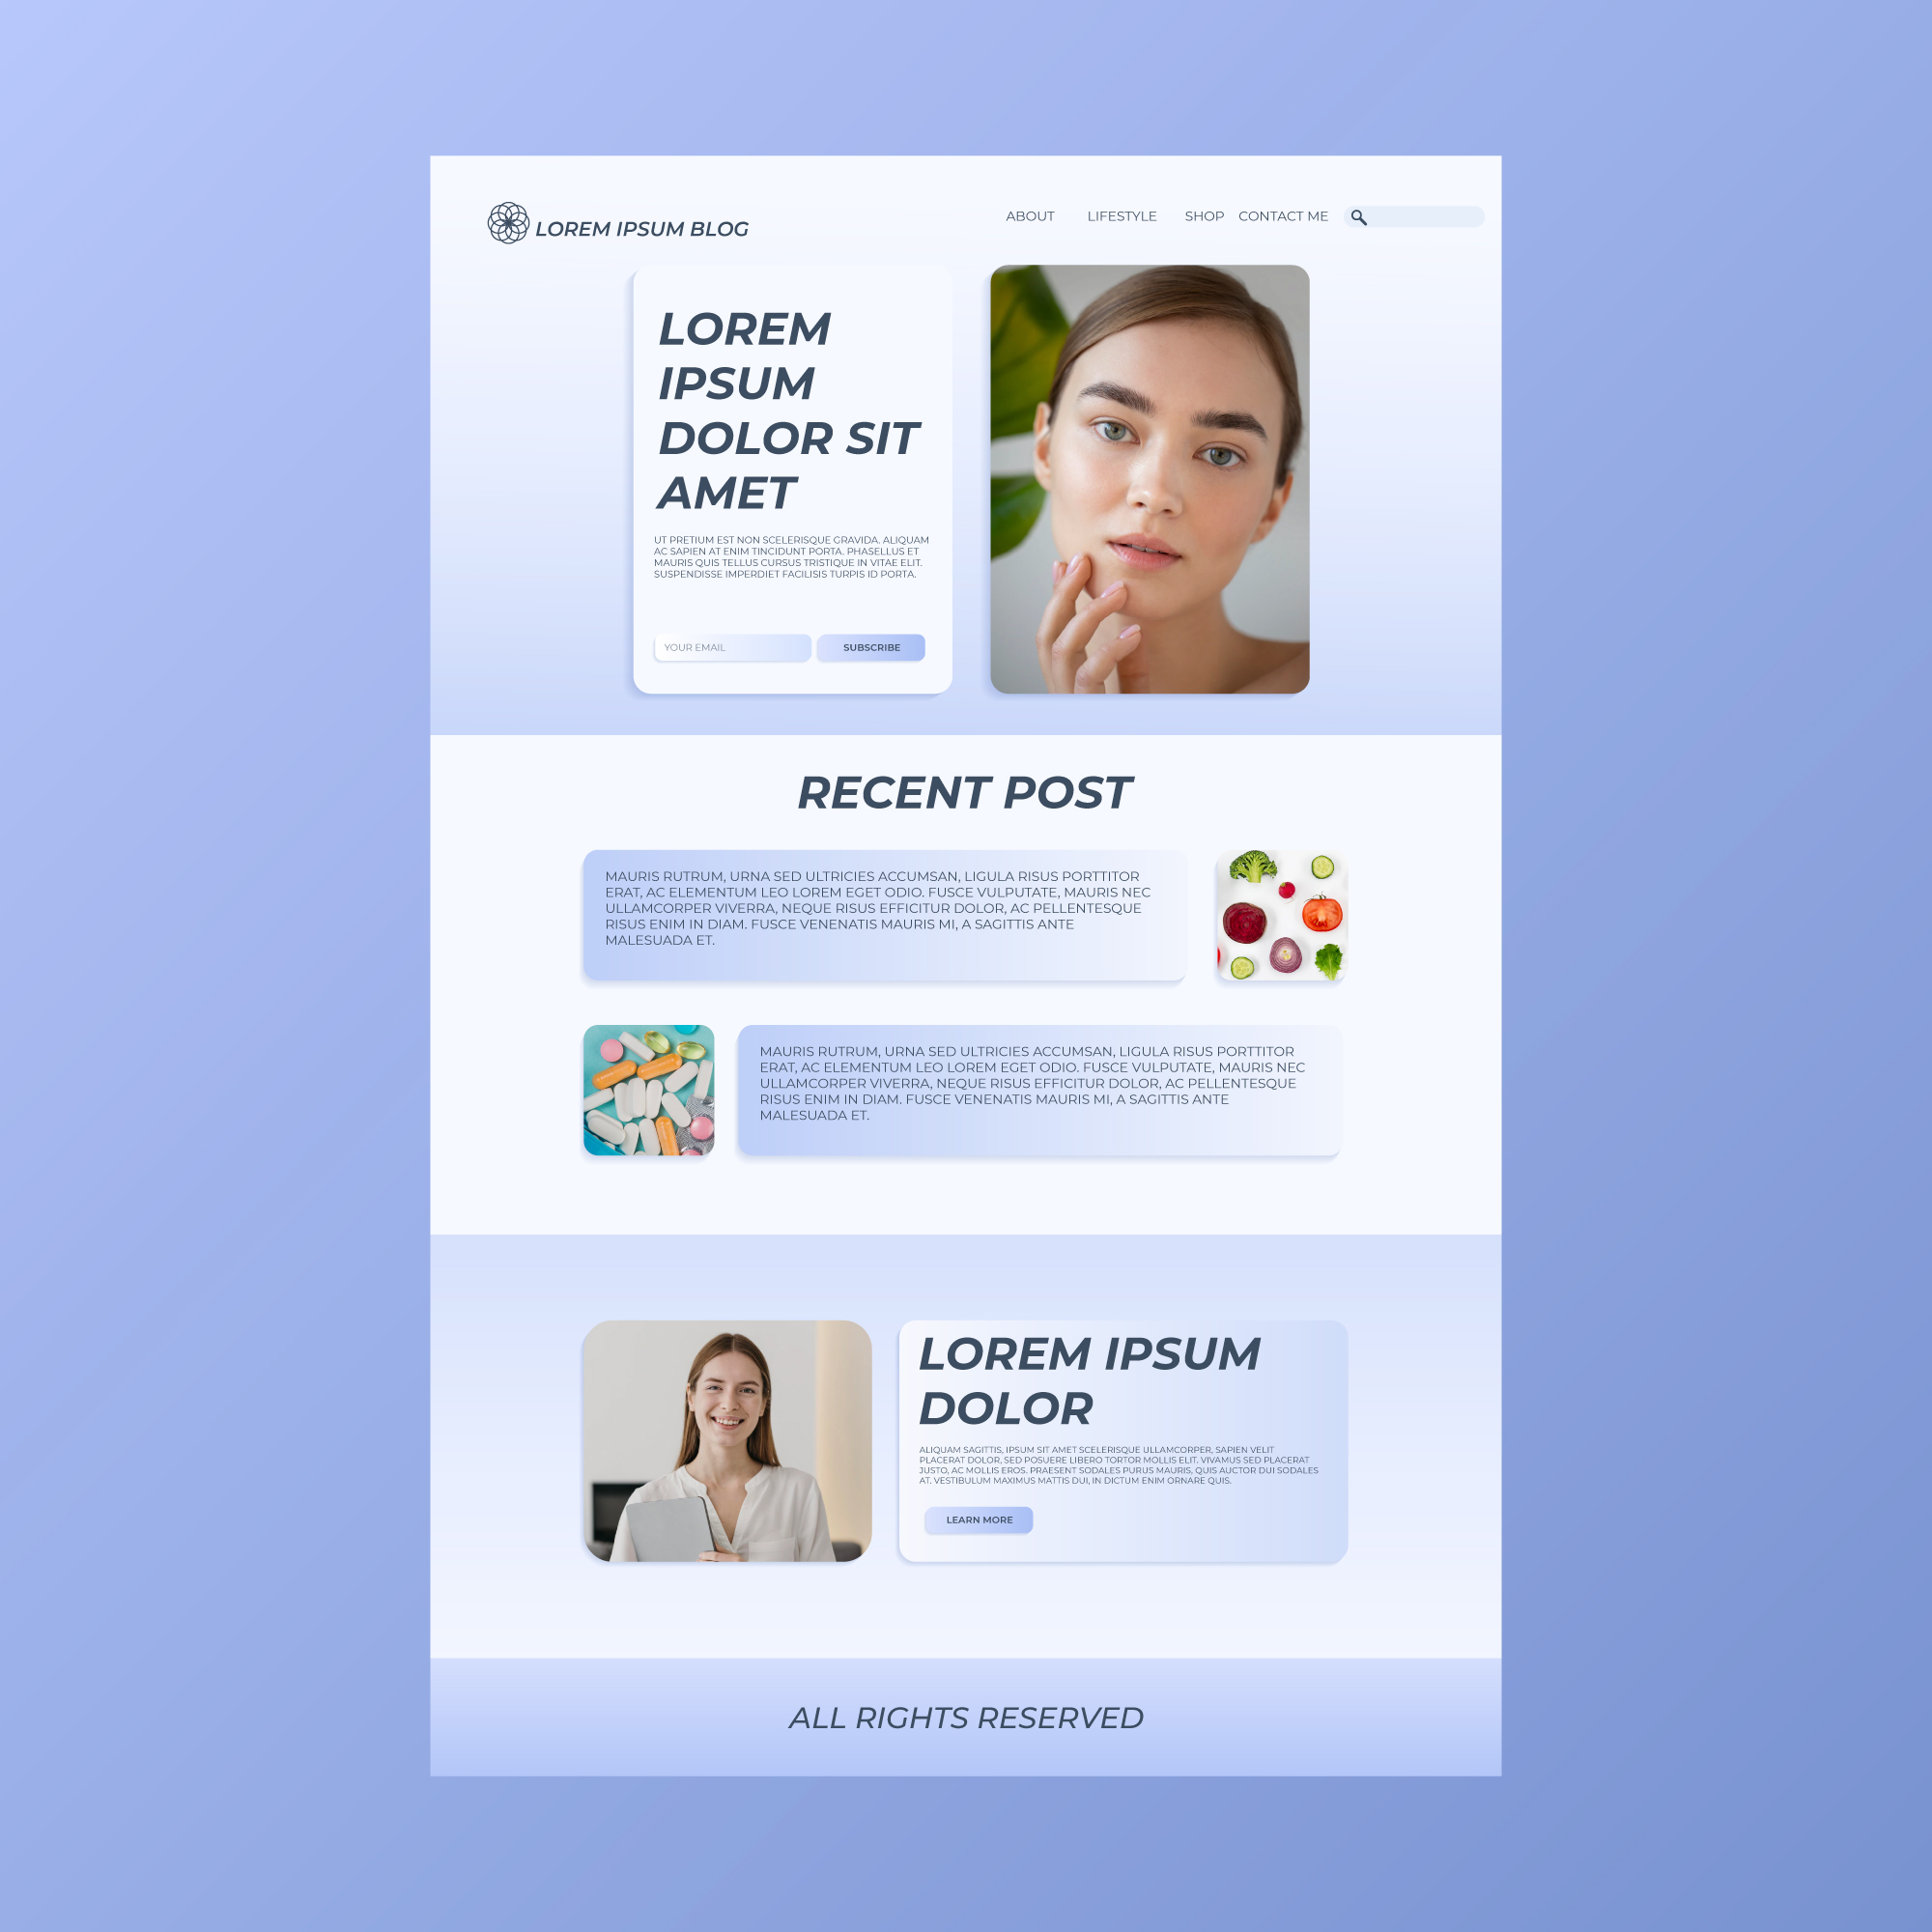 LOREM IPSUM BLOG
ABOUT LIFESTYLE SHOP CONTACT ME
LOREM
IPSUM
DOLOR SIT
AMET
UT PRETIUM EST NON SCELERISQUE GRAVIDA. ALIQUAM
AC SAPIEN AT ENIM TINCIDUNT PORTA. PHASELLUS ET
MAURIS QUIS TELLUS CURSUS TRISTIQUE IN VITAE ELIT.
SUSPENDISSE IMPERDIET FACILISIS TURPIS ID PORTA.
YOUR EMAIL SUBSCRIBE
RECENT POST
MAURIS RUTRUM, URNA SED ULTRICIES ACCUMSAN, LIGULA RISUS PORTTITOR
ERAT, AC ELEMENTUM LEO LOREM EGET ODIO. FUSCE VULPUTATE, MAURIS NEC
ULLAMCORPER VIVERRA, NEQUE RISUS EFFICITUR DOLOR, AC PELLENTESQUE
RISUS ENIM IN DIAM. FUSCE VENENATIS MAURIS MI, A SAGITTIS ANTE
MALESUADA ET.
MAURIS RUTRUM, URNA SED ULTRICIES ACCUMSAN, LIGULA RISUS PORTTITOR
ERAT, AC ELEMENTUM LEO LOREM EGET ODIO. FUSCE VULPUTATE, MAURIS NEC
ULLAMCORPER VIVERRA, NEQUE RISUS EFFICITUR DOLOR, AC PELLENTESQUE
RISUS ENIM IN DIAM. FUSCE VENENATIS MAURIS MI, A SAGITTIS ANTE
MALESUADA ET.
LOREM IPSUM
DOLOR
ALIQUAM SAGITTIS, IPSUM SIT AMET SCELERISQUE ULLAMCORPER, SAPIEN VELIT
PLACERAT DOLOR, SED POSUERE LIBERO TORTOR MOLLIS ELIT. VIVAMUS SED PLACERAT
JUSTO, AC MOLLIS EROS. PRAESENT SODALES PURUS MAURIS, QUIS AUCTOR DUI SODALES
AT. VESTIBULUM MAXIMUS MATTIS DUI, IN DICTUM ENIM ORNARE QUIS.
LEARN MORE
ALL RIGHTS RESERVED